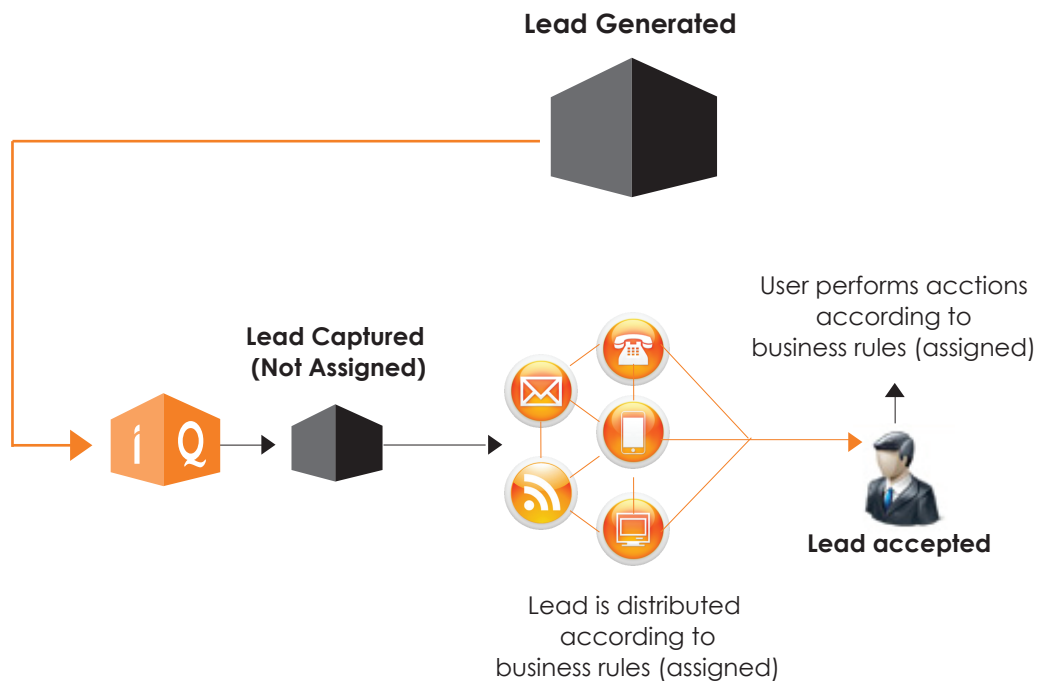 Lead Generated
User performs acctions
according to
business rules (assigned)
Lead Captured
(Not Assigned)
i Q
Lead accepted
Lead is distributed
according to
business rules (assigned)